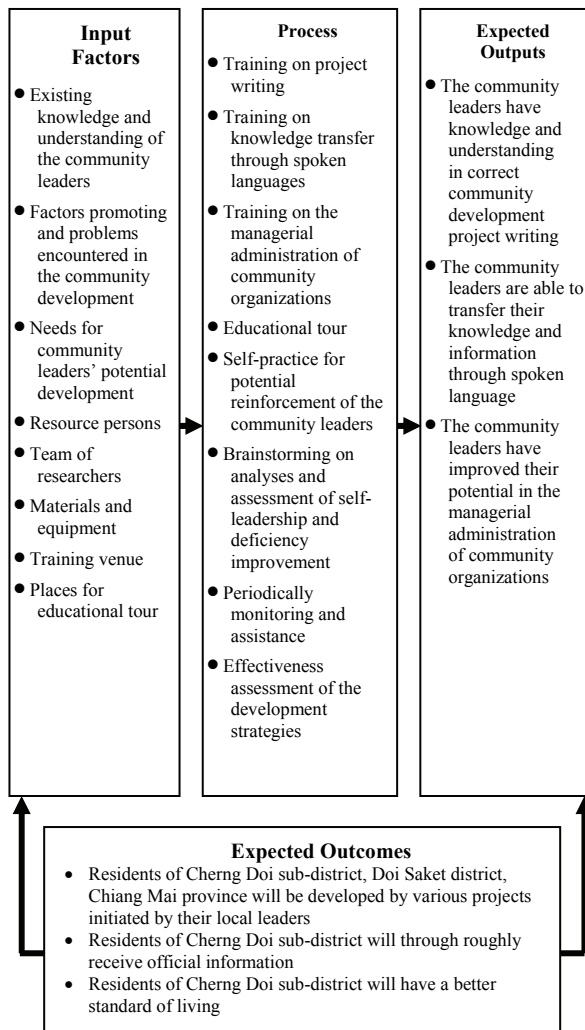 Input
Factors
● Existing
knowledge and
understanding of
the community
leaders
● Factors promoting
and problems
encountered in
the community
development
● Needs for
community
leaders’ potential
development
● Resource persons
● Team of
researchers
● Materials and
equipment
● Training venue
● Places for
educational tour
Process
● Training on project
writing
● Training on
knowledge transfer
through spoken
languages
● Training on the
managerial
administration of
community
organizations
● Educational tour
● Self-practice for
potential
reinforcement of the
community leaders
● Brainstorming on
analyses and
assessment of self-
leadership and
deficiency
improvement
● Periodically
monitoring and
assistance
● Effectiveness
assessment of the
development
strategies
Expected
Outputs
● The community
leaders have
knowledge and
understanding
in correct
community
development
project writing
● The community
leaders are able to
transfer their
knowledge and
information
through spoken
language
● The community
leaders have
improved their
potential in the
managerial
administration
of community
organizations
Expected Outcomes
• Residents of Cherng Doi sub-district, Doi Saket district,
Chiang Mai province will be developed by various projects
initiated by their local leaders
• Residents of Cherng Doi sub-district will through roughly
receive official information
• Residents of Cherng Doi sub-district will have a better
standard of living